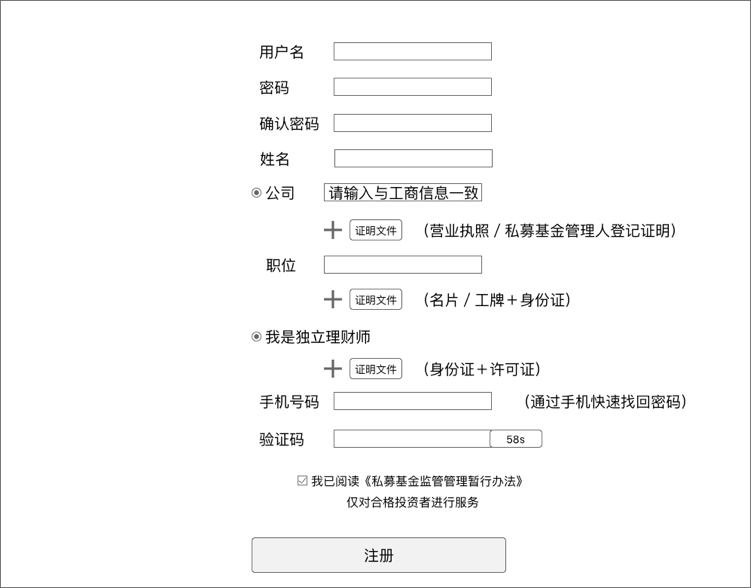 用户名
密码
确认密码
姓名
公司 请输入与工商信息一致
证明文件 （营业执照 / 私募基金管理人登记证明）
职位
证明文件 （名片 / 工牌＋身份证）
我是独立理财师
证明文件 （身份证＋许可证）
手机号码 （通过手机快速找回密码）
验证码 58s
我已阅读《私募基金监管管理暂行办法》
仅对合格投资者进行服务
注册